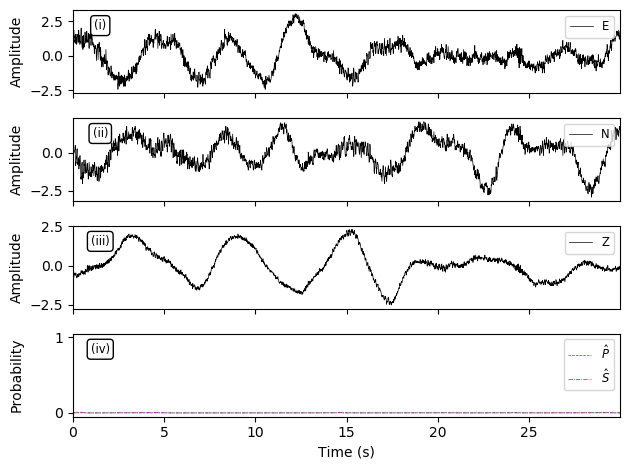 Amplitude
2.5
0.0
−2.5
(i)
E
Amplitude
0.0
−2.5
(ii)
N
Amplitude
2.5
0.0
−2.5
(iii)
Z
Probability
1
0
(iv)
P̂
Ŝ
0 5 10 15 20 25
Time (s)